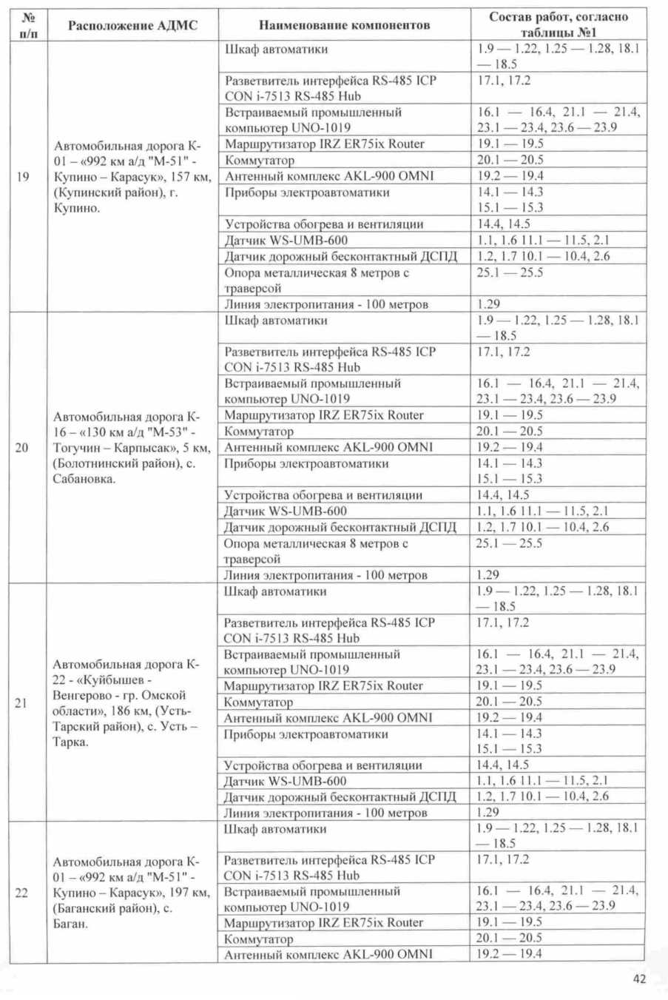 № п/п
Расположение АДМС
Наименование компонентов
Состав работ, согласно
таблицы №1
19
Автомобильная дорога К-
01 – «992 км а/д "М-51" -
Купино – Карасук», 157 км,
(Купинский район), г.
Купино.
Шкаф автоматики
1.9 — 1.22, 1.25 — 1.28, 18.1
— 18.5
Разветвитель интерфейса RS-485 ICP
CON i-7513 RS-485 Hub
17.1, 17.2
Встраиваемый промышленный
компьютер UNO-1019
16.1 — 16.4, 21.1 — 21.4,
23.1 — 23.4, 23.6 — 23.9
Маршрутизатор IRZ ER75ix Router
19.1 — 19.5
Коммутатор
20.1 — 20.5
Антенный комплекс AKL-900 OMNI
19.2 — 19.4
Приборы электроавтоматики
14.1 — 14.3
15.1 — 15.3
Устройства обогрева и вентиляции
14.4, 14.5
Датчик WS-UMB-600
1.1, 1.6 11.1 — 11.5, 2.1
Датчик дорожный бесконтактный ДСПД
1.2, 1.7 10.1 — 10.4, 2.6
Опора металлическая 8 метров с
траверсой
25.1 — 25.5
Линия электропитания - 100 метров
1.29
20
Автомобильная дорога К-
16 – «130 км а/д "М-53" -
Тогучин – Карпысак», 5 км,
(Болотнинский район), с.
Сабановка.
Шкаф автоматики
1.9 — 1.22, 1.25 — 1.28, 18.1
— 18.5
Разветвитель интерфейса RS-485 ICP
CON i-7513 RS-485 Hub
17.1, 17.2
Встраиваемый промышленный
компьютер UNO-1019
16.1 — 16.4, 21.1 — 21.4,
23.1 — 23.4, 23.6 — 23.9
Маршрутизатор IRZ ER75ix Router
19.1 — 19.5
Коммутатор
20.1 — 20.5
Антенный комплекс AKL-900 OMNI
19.2 — 19.4
Приборы электроавтоматики
14.1 — 14.3
15.1 — 15.3
Устройства обогрева и вентиляции
14.4, 14.5
Датчик WS-UMB-600
1.1, 1.6 11.1 — 11.5, 2.1
Датчик дорожный бесконтактный ДСПД
1.2, 1.7 10.1 — 10.4, 2.6
Опора металлическая 8 метров с
траверсой
25.1 — 25.5
Линия электропитания - 100 метров
1.29
21
Автомобильная дорога К-
22 - «Куйбышев -
Венгерово - гр. Омской
области», 186 км, (Усть-
Тарский район), с. Усть –
Тарка.
Шкаф автоматики
1.9 — 1.22, 1.25 — 1.28, 18.1
— 18.5
Разветвитель интерфейса RS-485 ICP
CON i-7513 RS-485 Hub
17.1, 17.2
Встраиваемый промышленный
компьютер UNO-1019
16.1 — 16.4, 21.1 — 21.4,
23.1 — 23.4, 23.6 — 23.9
Маршрутизатор IRZ ER75ix Router
19.1 — 19.5
Коммутатор
20.1 — 20.5
Антенный комплекс AKL-900 OMNI
19.2 — 19.4
Приборы электроавтоматики
14.1 — 14.3
15.1 — 15.3
Устройства обогрева и вентиляции
14.4, 14.5
Датчик WS-UMB-600
1.1, 1.6 11.1 — 11.5, 2.1
Датчик дорожный бесконтактный ДСПД
1.2, 1.7 10.1 — 10.4, 2.6
Линия электропитания - 100 метров
1.29
22
Автомобильная дорога К-
01 – «992 км а/д "М-51" -
Купино – Карасук», 197 км,
(Баганский район), с.
Баган.
Шкаф автоматики
1.9 — 1.22, 1.25 — 1.28, 18.1
— 18.5
Разветвитель интерфейса RS-485 ICP
CON i-7513 RS-485 Hub
17.1, 17.2
Встраиваемый промышленный
компьютер UNO-1019
16.1 — 16.4, 21.1 — 21.4,
23.1 — 23.4, 23.6 — 23.9
Маршрутизатор IRZ ER75ix Router
19.1 — 19.5
Коммутатор
20.1 — 20.5
Антенный комплекс AKL-900 OMNI
19.2 — 19.4
42